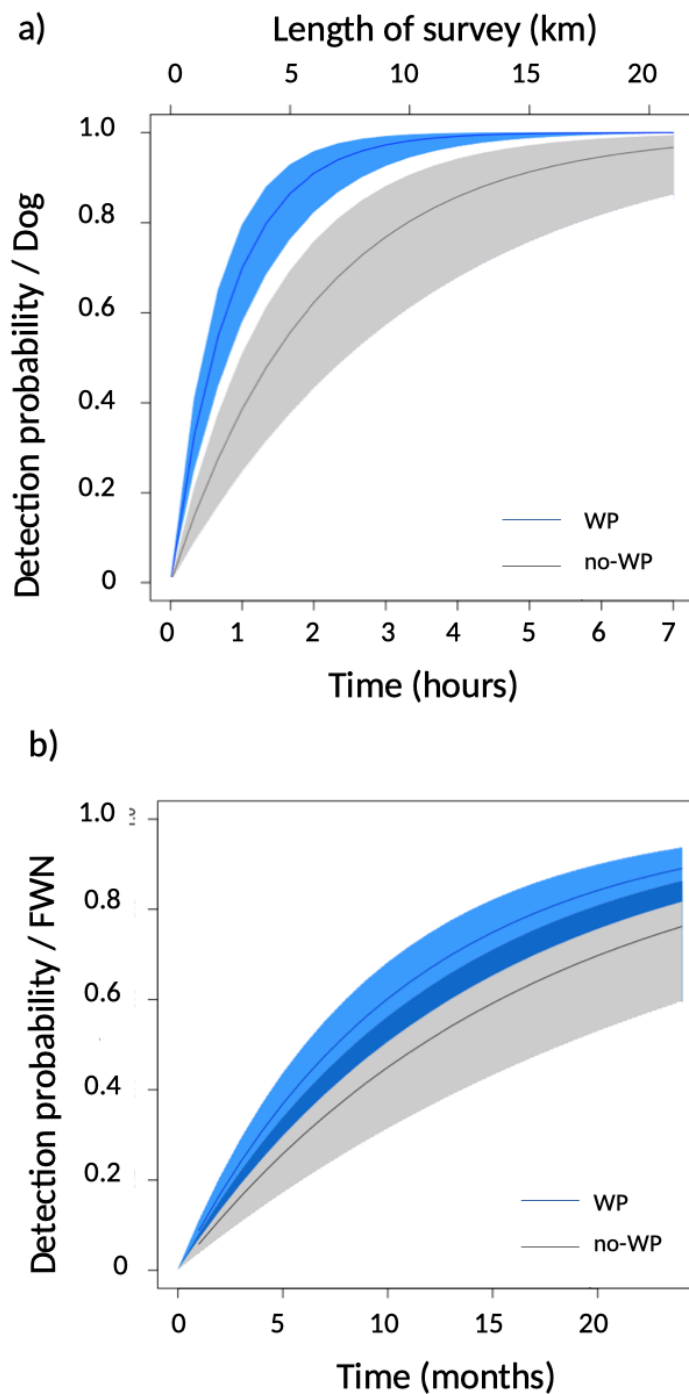 a)
Length of survey (km)
0 5 10 15 20
Detection probability / Dog
1.0
0.8
0.6
0.4
0.2
0
WP
no-WP
0 1 2 3 4 5 6 7
Time (hours)
b)
Detection probability / FWN
1.0
0.8
0.6
0.4
0.2
0
WP
no-WP
0 5 10 15 20
Time (months)